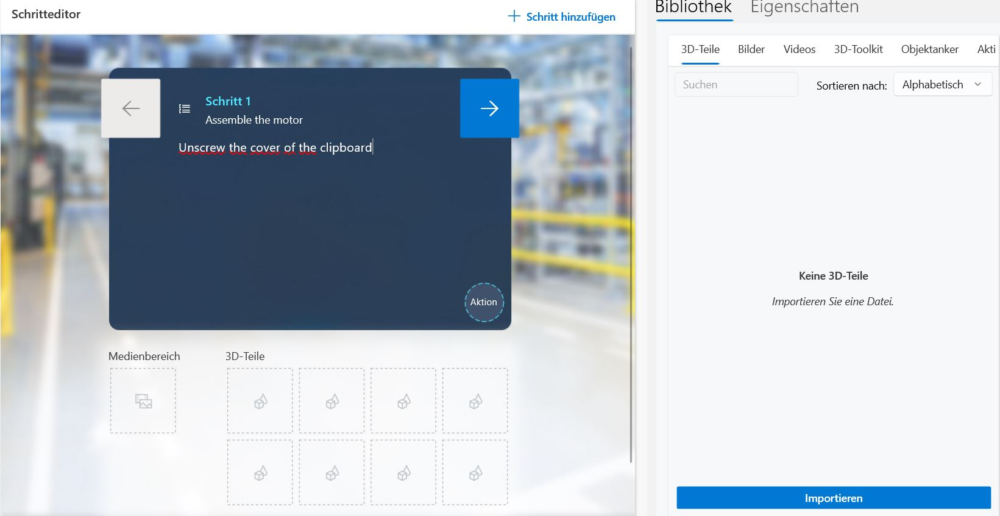 Schritteditor
Schritt hinzufügen
Schritt 1
Assemble the motor
Unscrew the cover of the clipboard
Aktion
Medienbereich
3D-Teile
Bibliothek Eigenschaften
3D-Teile Bilder Videos 3D-Toolkit Objektanker Akti
Suchen Sortieren nach: Alphabetisch
Keine 3D-Teile
Importieren Sie eine Datei.
Importieren